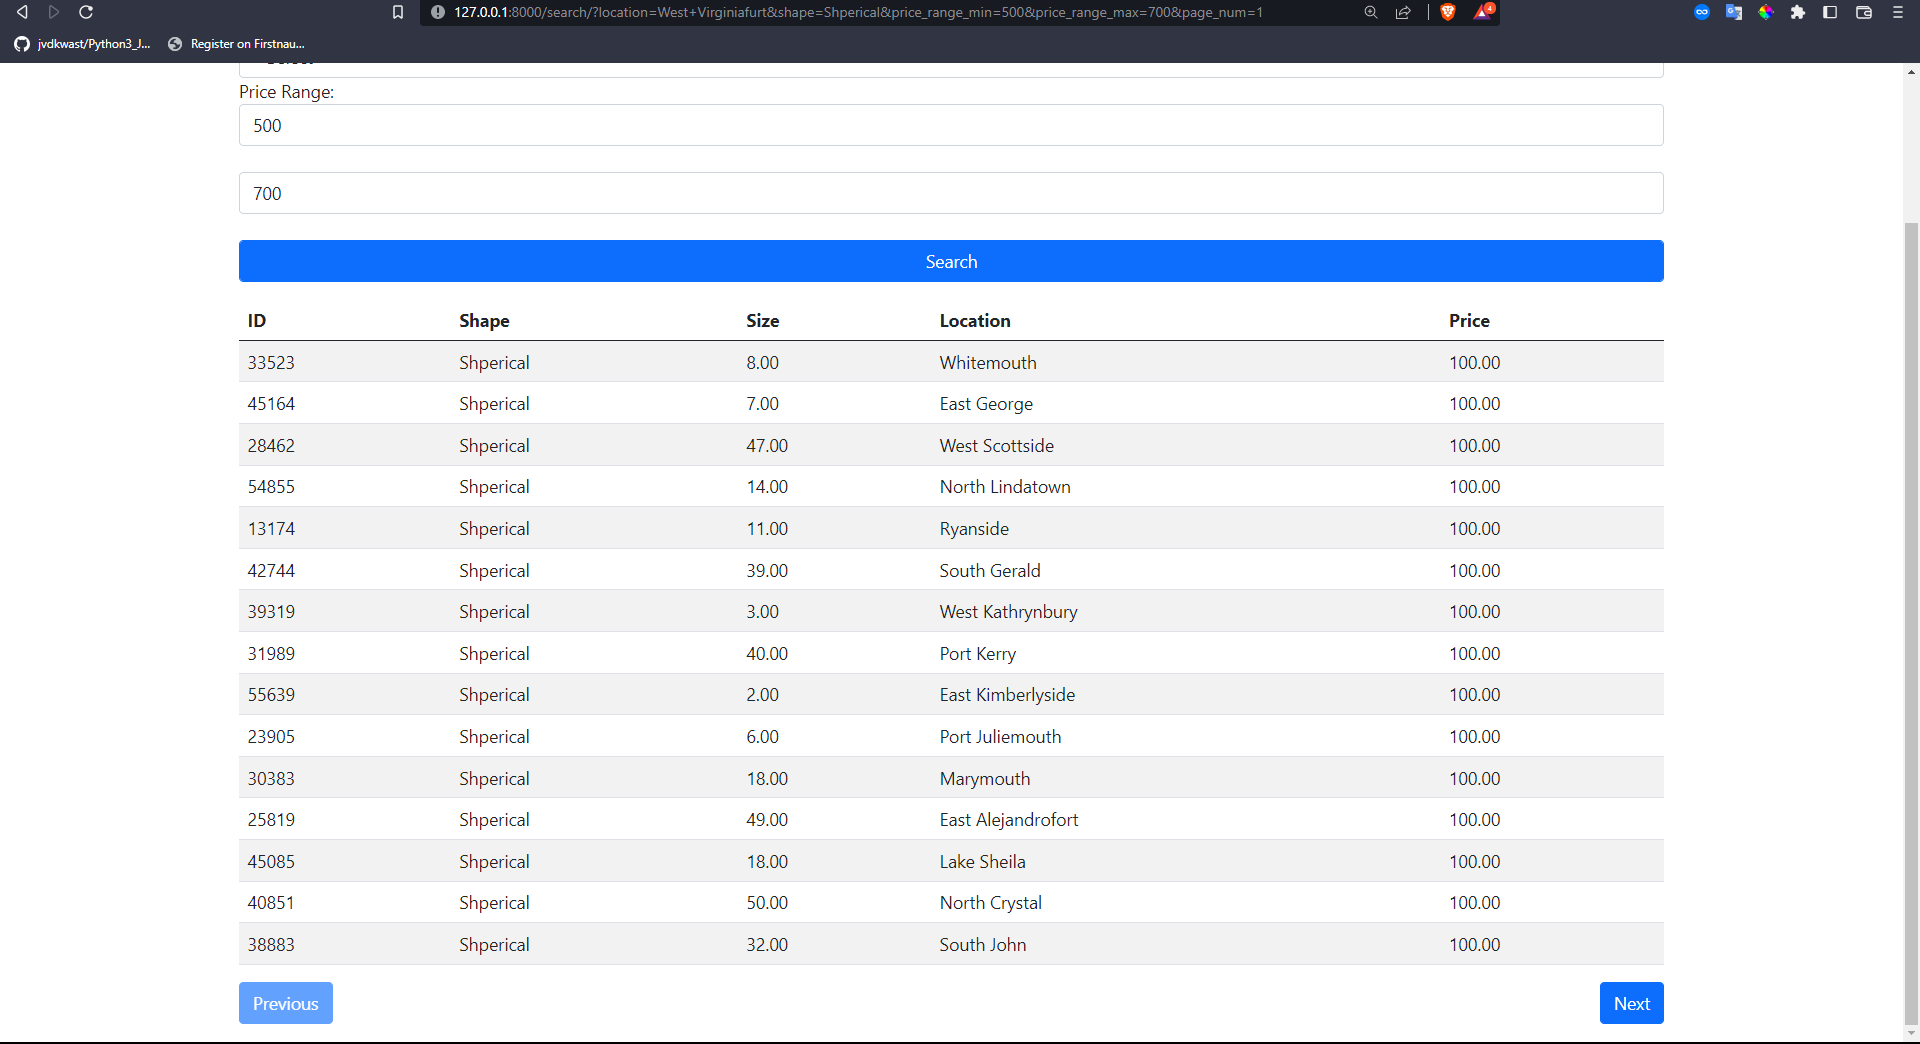 127.0.0.1:8000/search/?location=West+Virginiafurt&shape=Shperical&price_range_min=500&price_range_max=700&page_num=1
4
jvdkwast/Python3_J... Register on Firstnau...
Price Range:
500
700
Search
ID Shape Size Location Price
33523 Shperical 8.00 Whitemouth 100.00
45164 Shperical 7.00 East George 100.00
28462 Shperical 47.00 West Scottside 100.00
54855 Shperical 14.00 North Lindatown 100.00
13174 Shperical 11.00 Ryanside 100.00
42744 Shperical 39.00 South Gerald 100.00
39319 Shperical 3.00 West Kathrynbury 100.00
31989 Shperical 40.00 Port Kerry 100.00
55639 Shperical 2.00 East Kimberlyside 100.00
23905 Shperical 6.00 Port Juliemouth 100.00
30383 Shperical 18.00 Marymouth 100.00
25819 Shperical 49.00 East Alejandrofort 100.00
45085 Shperical 18.00 Lake Sheila 100.00
40851 Shperical 50.00 North Crystal 100.00
38883 Shperical 32.00 South John 100.00
Previous Next